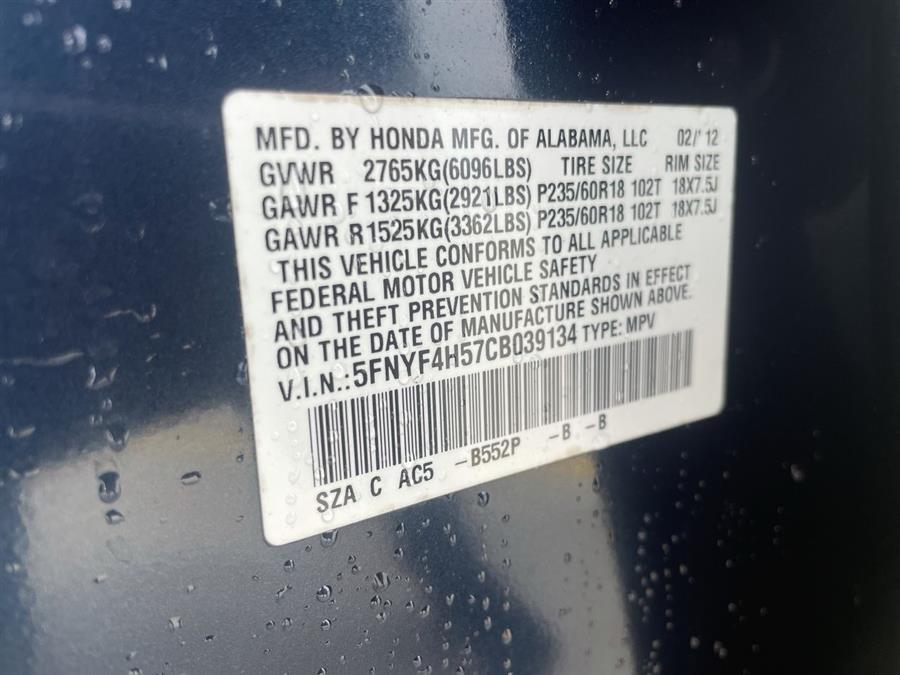 MFD. BY HONDA MFG. OF ALABAMA, LLC 02/'12
GVWR 2765KG(6096LBS) TIRE SIZE RIM SIZE
GAWR F 1325KG(2921LBS) P235/60R18 102T 18X7.5J
GAWR R 1525KG(3362LBS) P235/60R18 102T 18X7.5J
THIS VEHICLE CONFORMS TO ALL APPLICABLE
FEDERAL MOTOR VEHICLE SAFETY
AND THEFT PREVENTION STANDARDS IN EFFECT
ON THE DATE OF MANUFACTURE SHOWN ABOVE.
V.I.N.:5FNYF4H57CB039134 TYPE: MPV
SZA C AC5 -B552P -B -B